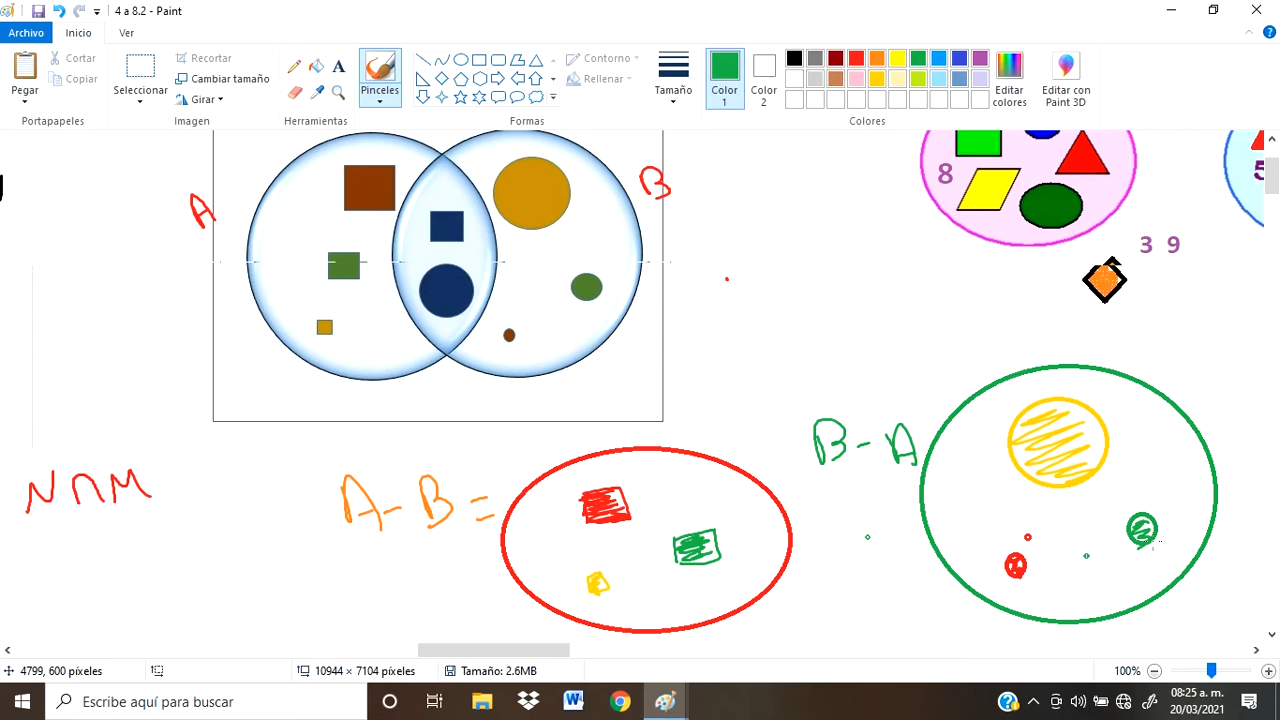 4 a 8.2 - Paint
Archivo Inicio Ver
Pegar
Cortar
Copiar
Portapapeles
Seleccionar
Recortar
Cambiar tamaño
Girar
Imagen
A
Herramientas
Pinceles
Contorno
Rellenar
Formas
Tamaño
Color 1
Color 2
Editar colores
Editar con Paint 3D
Colores
A
B
8
5
3 9
N∩M
A-B=
B-A
4799, 600 píxeles
10944 × 7104 píxeles
Tamaño: 2.6MB
100%
Escribe aquí para buscar
08:25 a. m.
20/03/2021